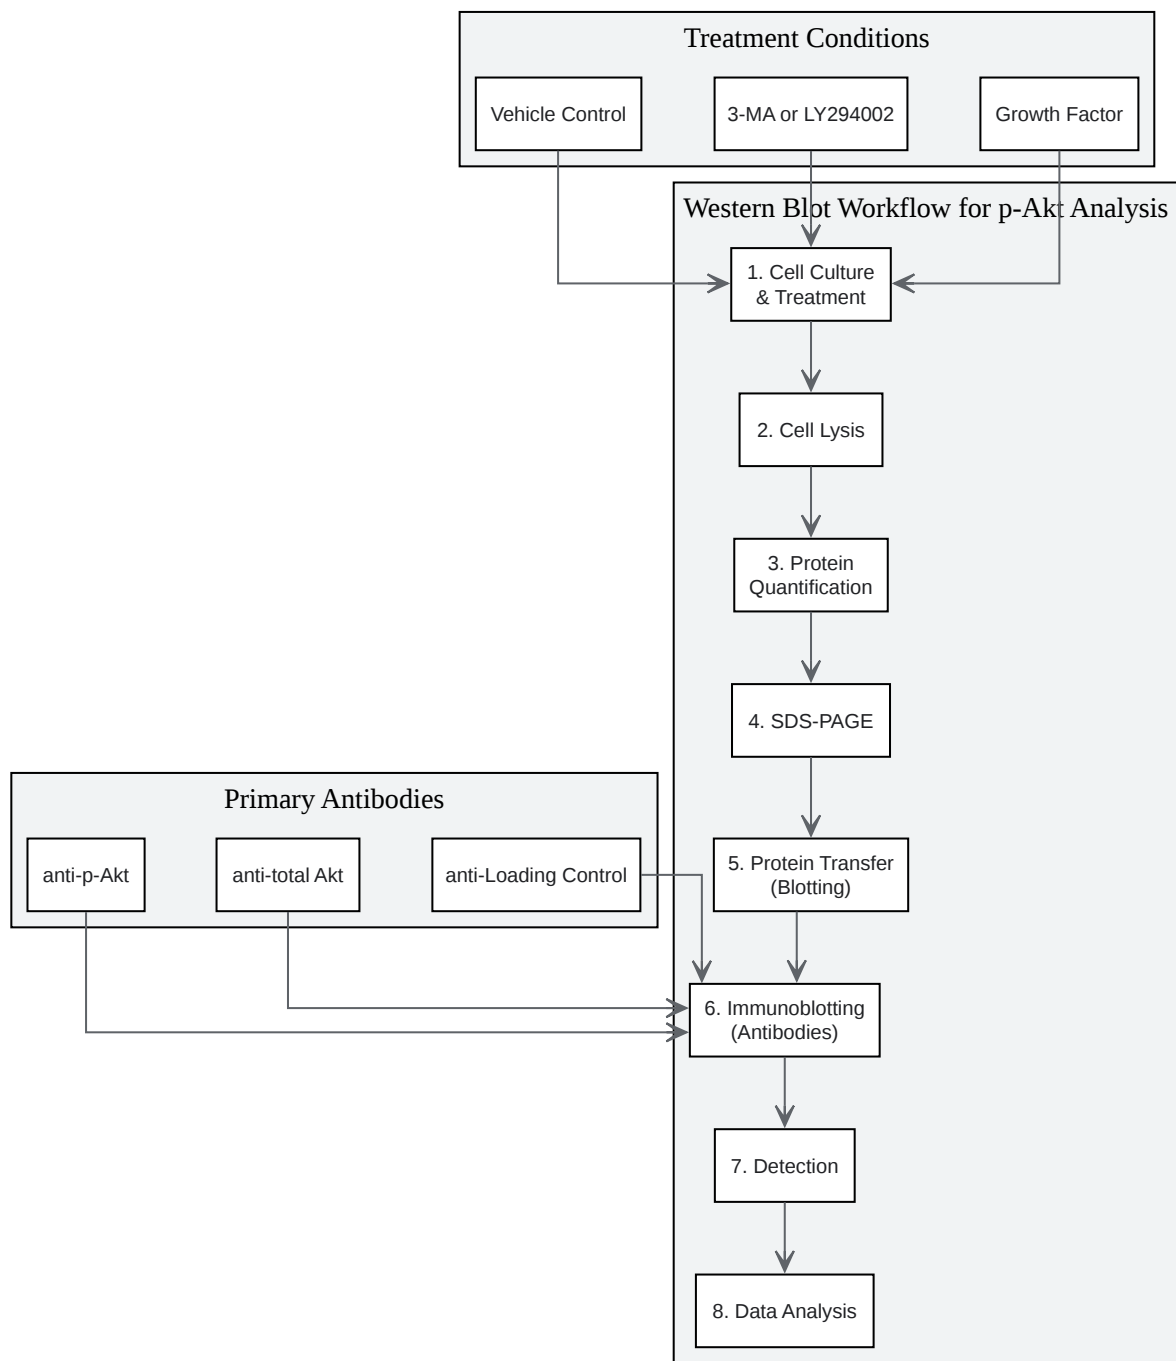 Treatment Conditions
Vehicle Control
3-MA or LY294002
Growth Factor
Western Blot Workflow for p-Akt Analysis
1. Cell Culture
& Treatment
2. Cell Lysis
3. Protein
Quantification
4. SDS-PAGE
Primary Antibodies
anti-p-Akt
anti-total Akt
anti-Loading Control
5. Protein Transfer
(Blotting)
6. Immunoblotting
(Antibodies)
7. Detection
8. Data Analysis